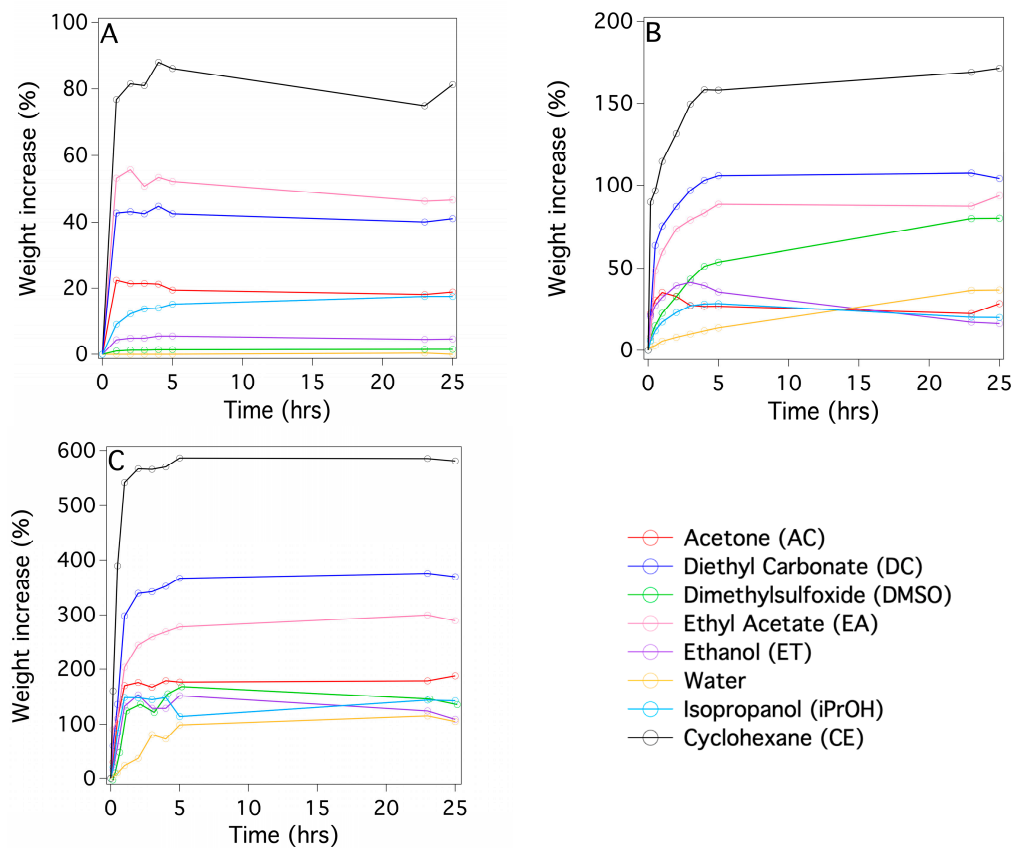 A
Weight increase (%)
100
80
60
40
20
0
0 5 10 15 20 25
Time (hrs)
B
Weight increase (%)
200
150
100
50
0
0 5 10 15 20 25
Time (hrs)
C
Weight increase (%)
600
500
400
300
200
100
0
0 5 10 15 20 25
Time (hrs)
Acetone (AC)
Diethyl Carbonate (DC)
Dimethylsulfoxide (DMSO)
Ethyl Acetate (EA)
Ethanol (ET)
Water
Isopropanol (iPrOH)
Cyclohexane (CE)